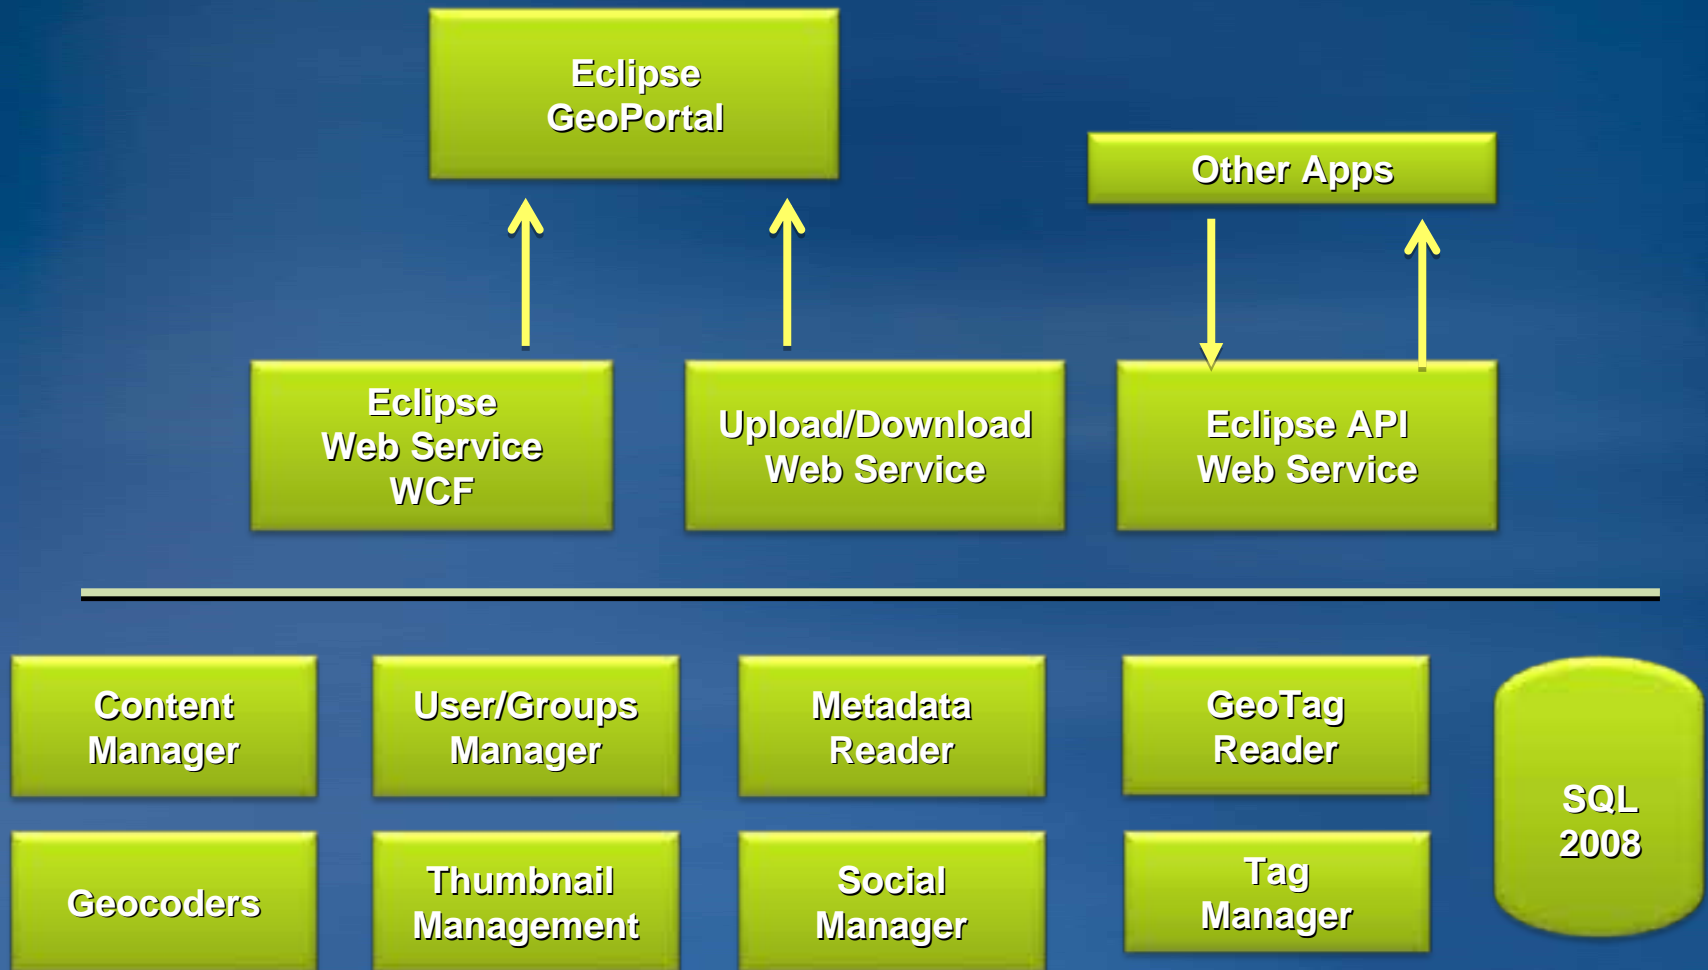 Eclipse
GeoPortal
Other Apps
Eclipse
Web Service
WCF
Upload/Download
Web Service
Eclipse API
Web Service
Content
Manager
User/Groups
Manager
Metadata
Reader
GeoTag
Reader
SQL
2008
Geocoders
Thumbnail
Management
Social
Manager
Tag
Manager